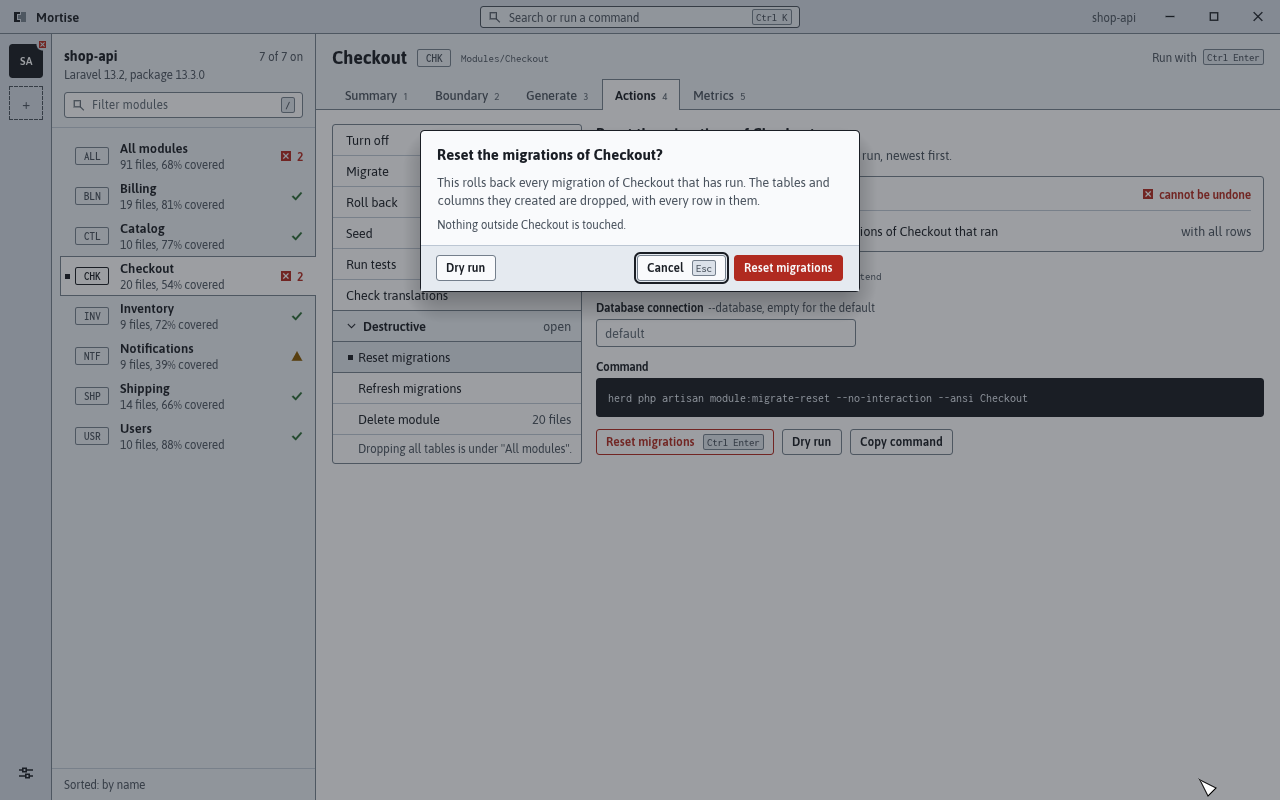 Mortise
Search or run a command Ctrl K
shop-api
SA
+
shop-api 7 of 7 on
Laravel 13.2, package 13.3.0
Filter modules /
ALL All modules 2
91 files, 68% covered
BLN Billing
19 files, 81% covered
CTL Catalog
10 files, 77% covered
CHK Checkout 2
20 files, 54% covered
INV Inventory
9 files, 72% covered
NTF Notifications
9 files, 39% covered
SHP Shipping
14 files, 66% covered
USR Users
10 files, 88% covered
Sorted: by name
Checkout CHK Modules/Checkout
Run with Ctrl Enter
Summary 1 Boundary 2 Generate 3 Actions 4 Metrics 5
Turn off
Migrate
Roll back
Seed
Run tests
Check translations
Destructive open
Reset migrations
Refresh migrations
Delete module 20 files
Dropping all tables is under "All modules".
Reset the migrations of Checkout?
This rolls back every migration of Checkout that has run. The tables and
columns they created are dropped, with every row in them.
Nothing outside Checkout is touched.
Dry run Cancel Esc Reset migrations
run, newest first.
cannot be undone
ions of Checkout that ran with all rows
tend
Database connection --database, empty for the default
default
Command
herd php artisan module:migrate-reset --no-interaction --ansi Checkout
Reset migrations Ctrl Enter Dry run Copy command